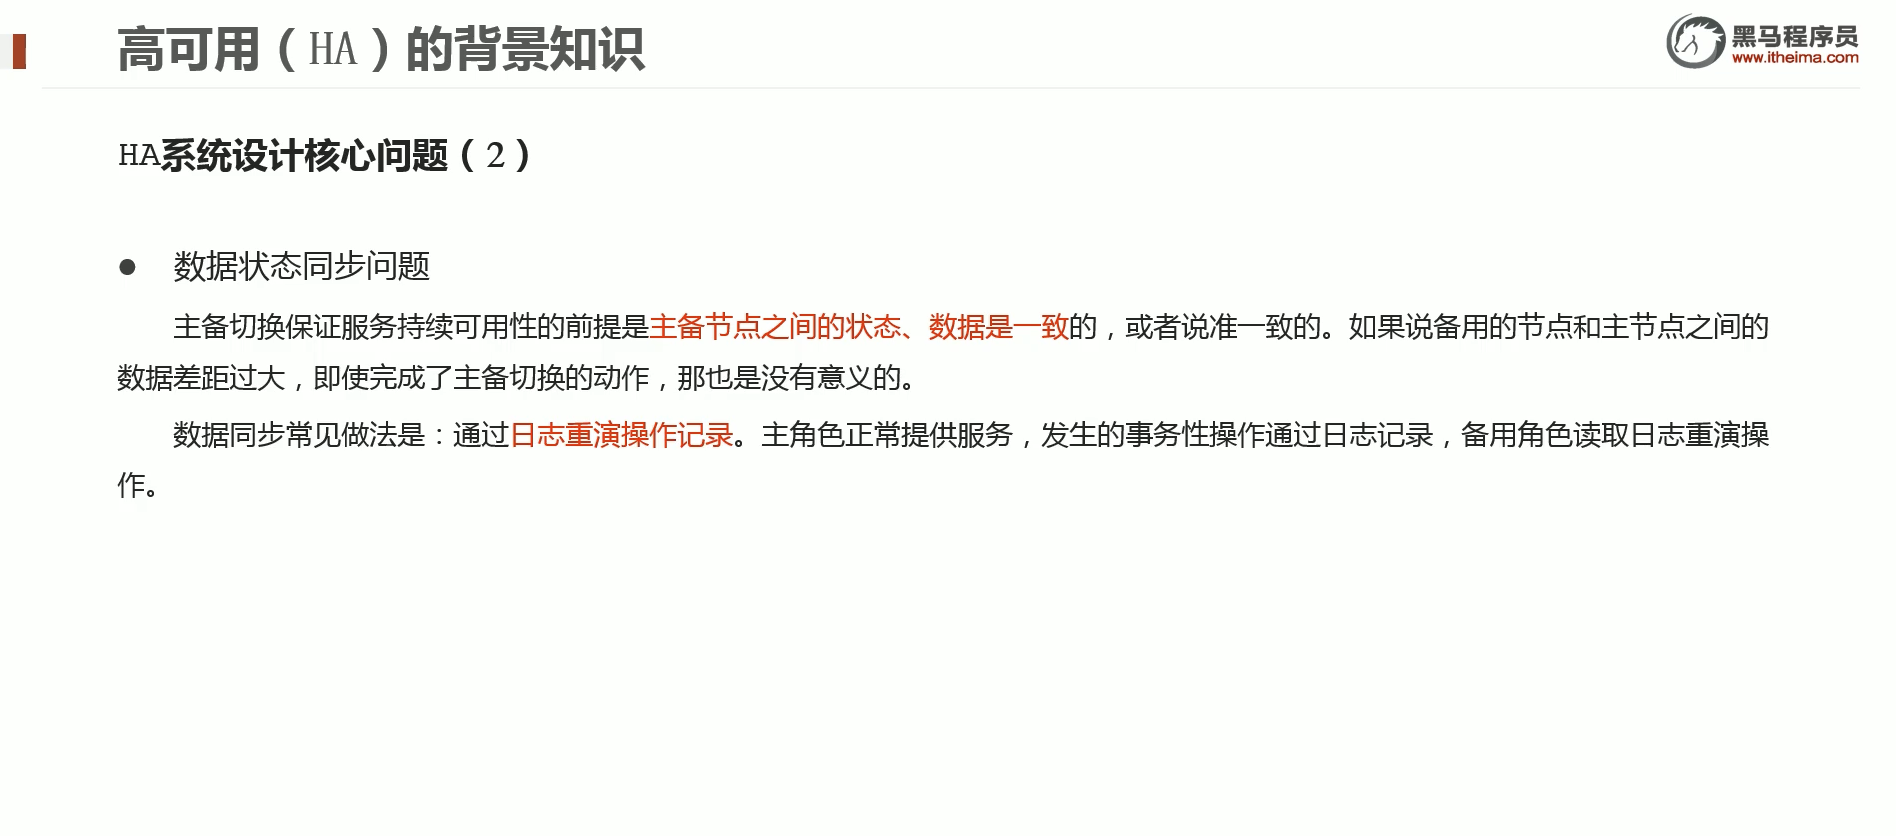 高可用（HA）的背景知识
黑马程序员
www.itheima.com
HA系统设计核心问题（2）
● 数据状态同步问题
主备切换保证服务持续可用性的前提是主备节点之间的状态、数据是一致的，或者说准一致的。如果说备用的节点和主节点之间的
数据差距过大，即使完成了主备切换的动作，那也是没有意义的。
数据同步常见做法是：通过日志重演操作记录。主角色正常提供服务，发生的事务性操作通过日志记录，备用角色读取日志重演操
作。